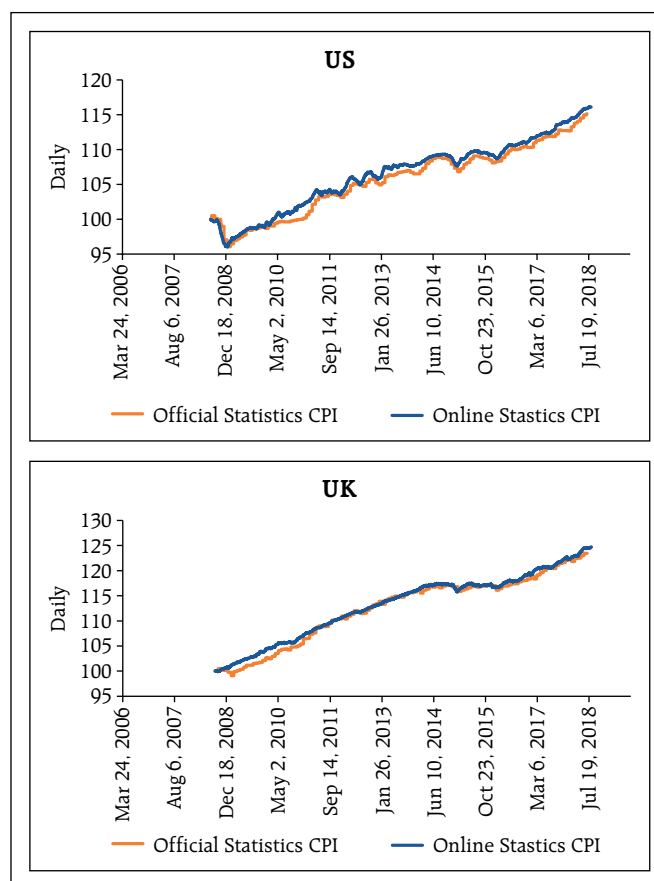 US
120
115
110
105
100
95
Daily
Mar 24, 2006
Aug 6, 2007
Dec 18, 2008
May 2, 2010
Sep 14, 2011
Jan 26, 2013
Jun 10, 2014
Oct 23, 2015
Mar 6, 2017
Jul 19, 2018
Official Statistics CPI Online Stastics CPI
UK
130
125
120
115
110
105
100
95
Daily
Mar 24, 2006
Aug 6, 2007
Dec 18, 2008
May 2, 2010
Sep 14, 2011
Jan 26, 2013
Jun 10, 2014
Oct 23, 2015
Mar 6, 2017
Jul 19, 2018
Official Statistics CPI Online Stastics CPI